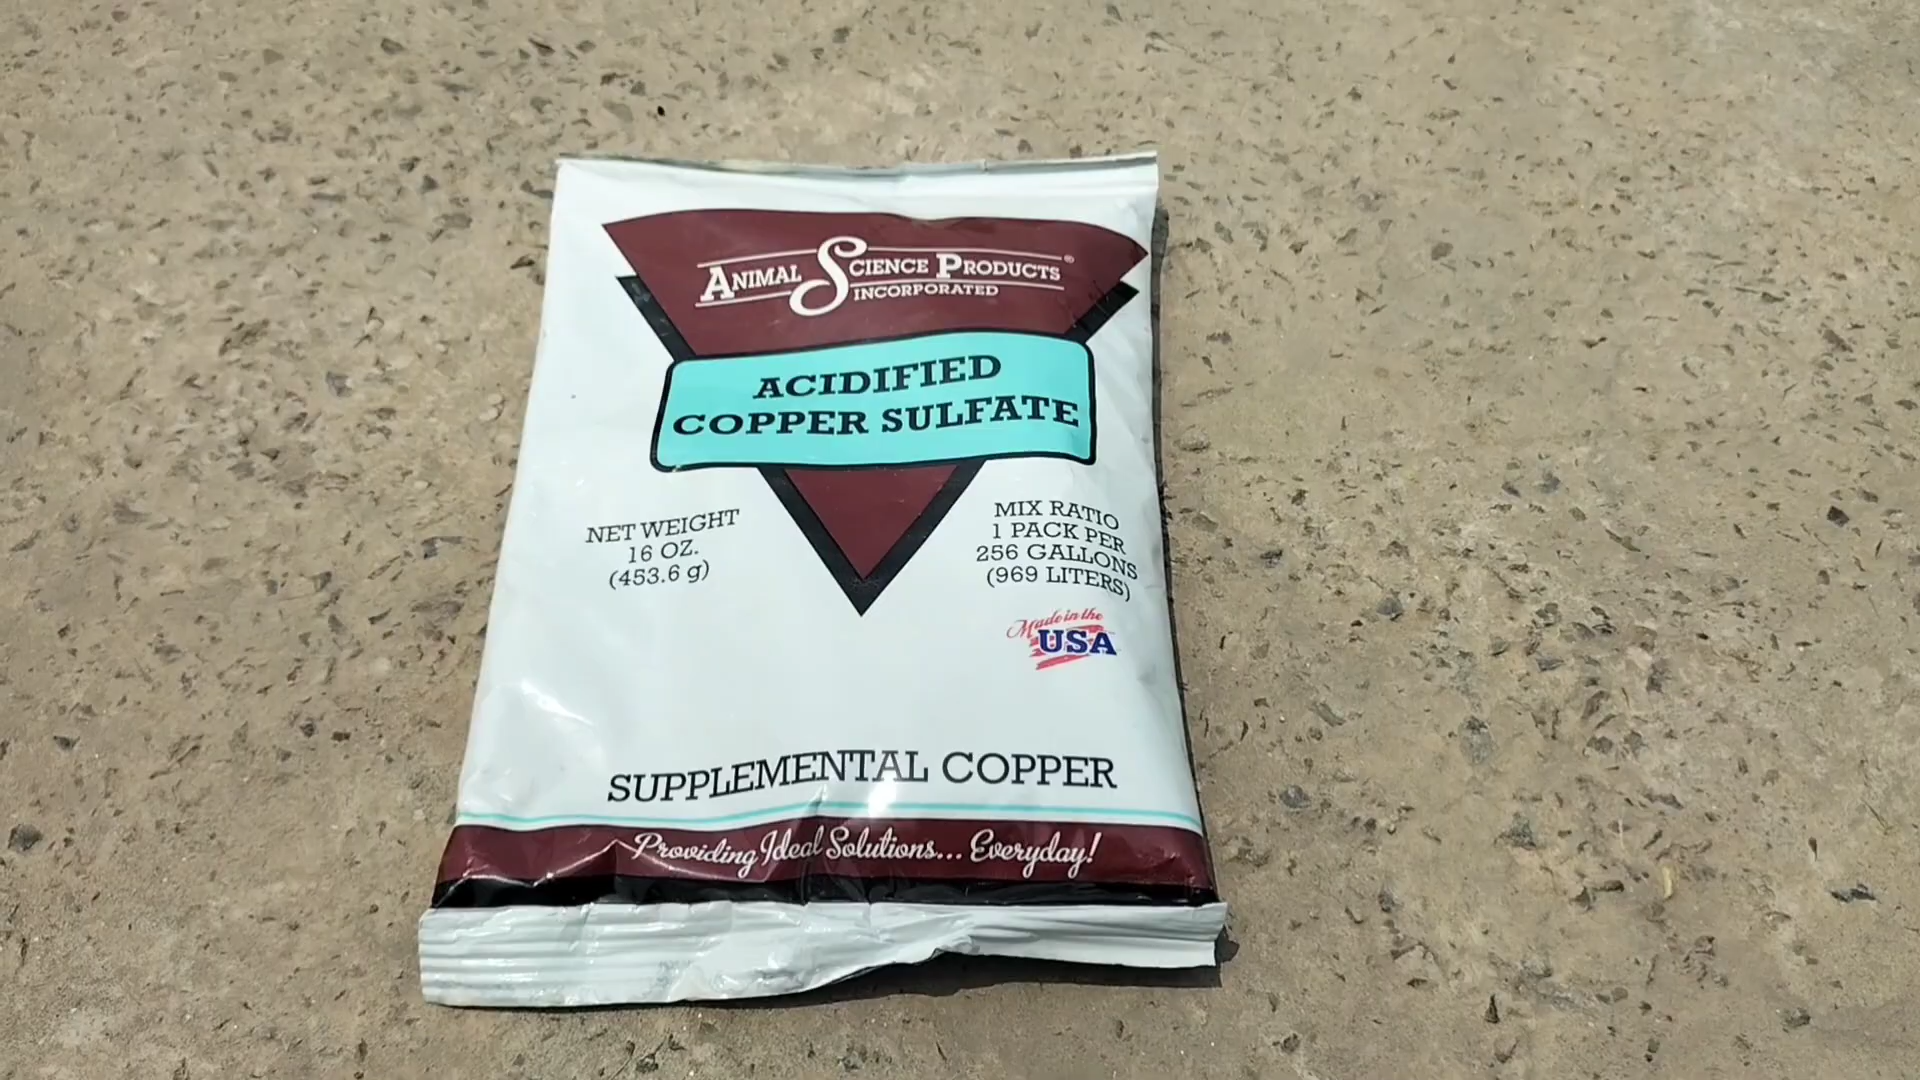 ANIMAL SCIENCE PRODUCTS®
INCORPORATED
ACIDIFIED
COPPER SULFATE
NET WEIGHT
16 OZ.
(453.6 g)
MIX RATIO
1 PACK PER
256 GALLONS
(969 LITERS)
Made in the
USA
SUPPLEMENTAL COPPER
Providing Ideal Solutions... Everyday!